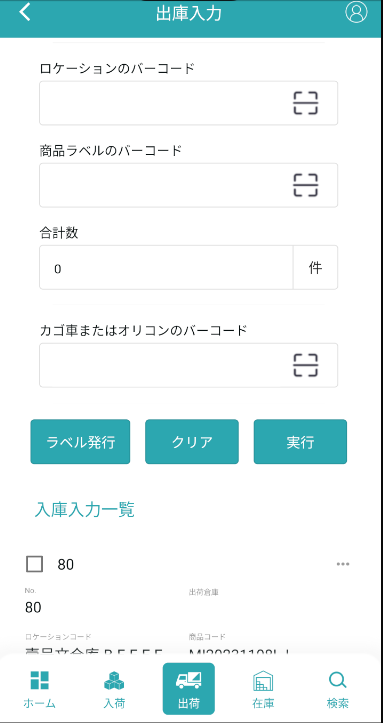 出庫入力
ロケーションのバーコード
商品ラベルのバーコード
合計数
0 件
カゴ車またはオリコンのバーコード
ラベル発行 クリア 実行
入庫入力一覧
80
No. 出荷倉庫
80
ロケーションコード 商品コード
ホーム 入荷 出荷 在庫 検索